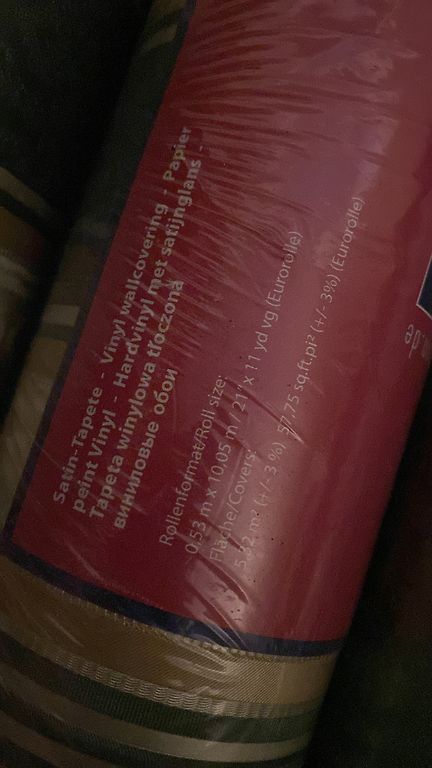 Satin-Tapete - Vinyl wallcovering - Papier
peint Vinyl - Hardvinyl met satijnglans -
Tapeta winylowa tłoczona
виниловые обои
Rollenformat/Roll size:
0,53 m x 10,05 m / 21" x 11 yd vg (Eurorolle)
Fläche/Covers:
5,32 m² (+/- 3 %) 57,75 sq.ft.pi² (+/- 3%) (Eurorolle)